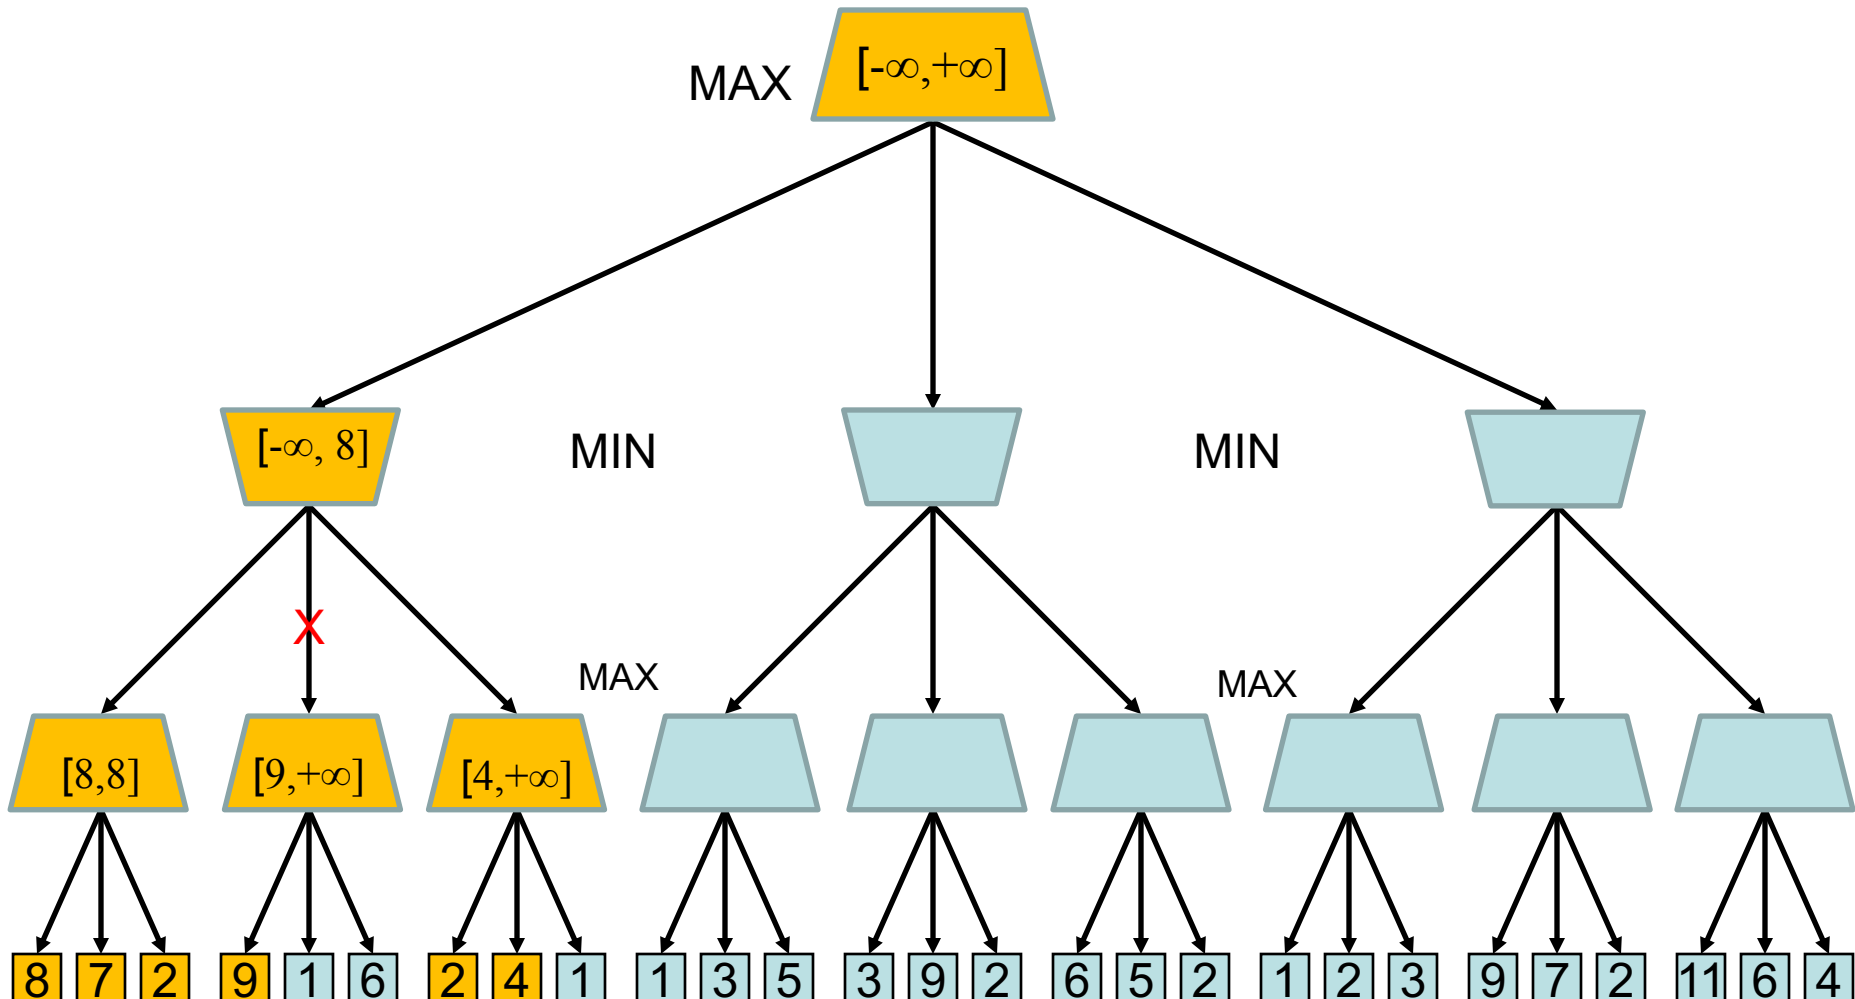 MAX [-∞,+∞]
[-∞, 8] MIN MIN
X
MAX MAX
[8,8] [9,+∞] [4,+∞]
8 7 2 9 1 6 2 4 1 1 3 5 3 9 2 6 5 2 1 2 3 9 7 2 11 6 4